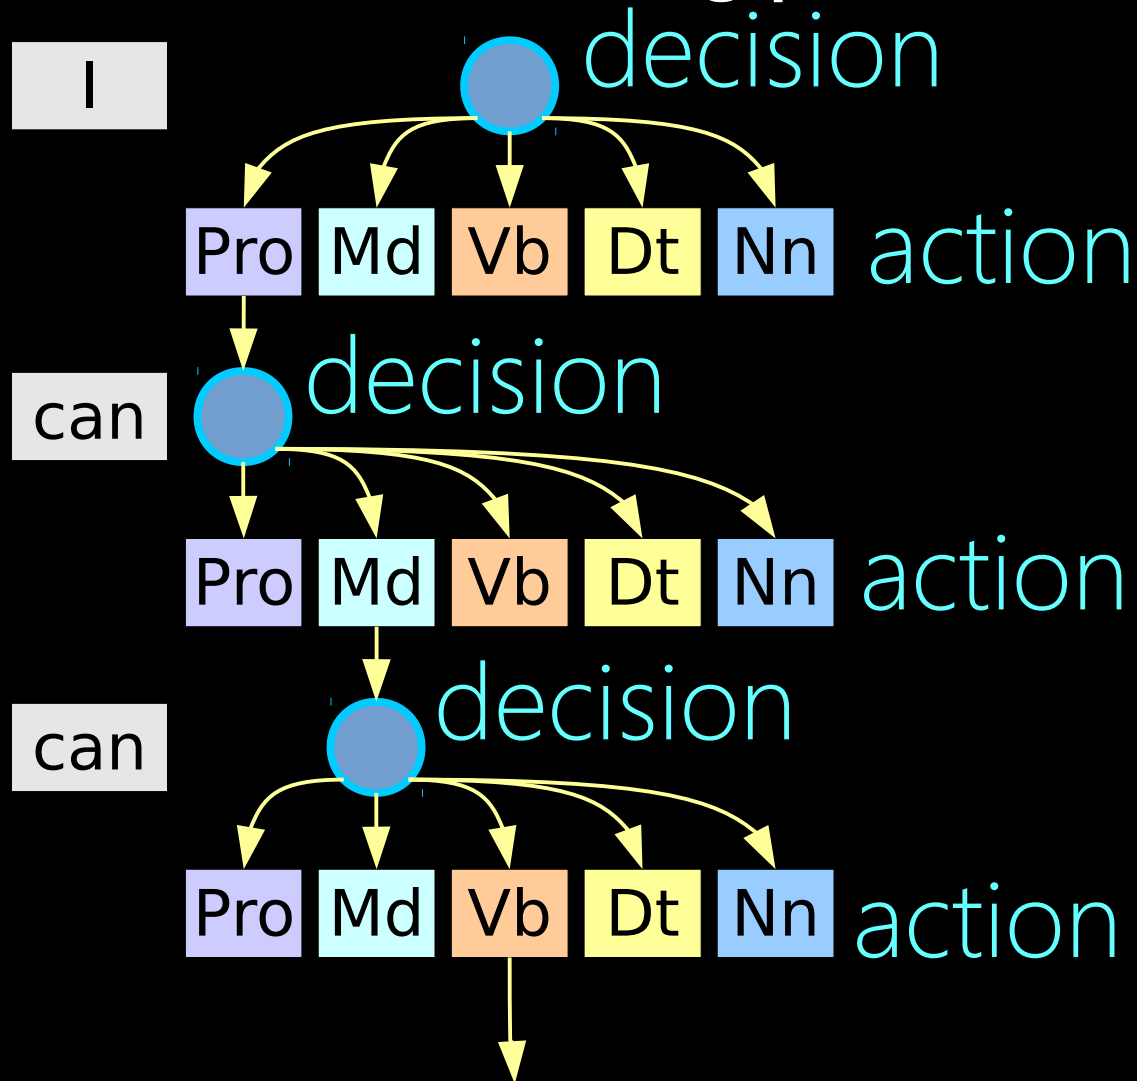 I
decision
Pro Md Vb Dt Nn action
can
decision
Pro Md Vb Dt Nn action
can
decision
Pro Md Vb Dt Nn action